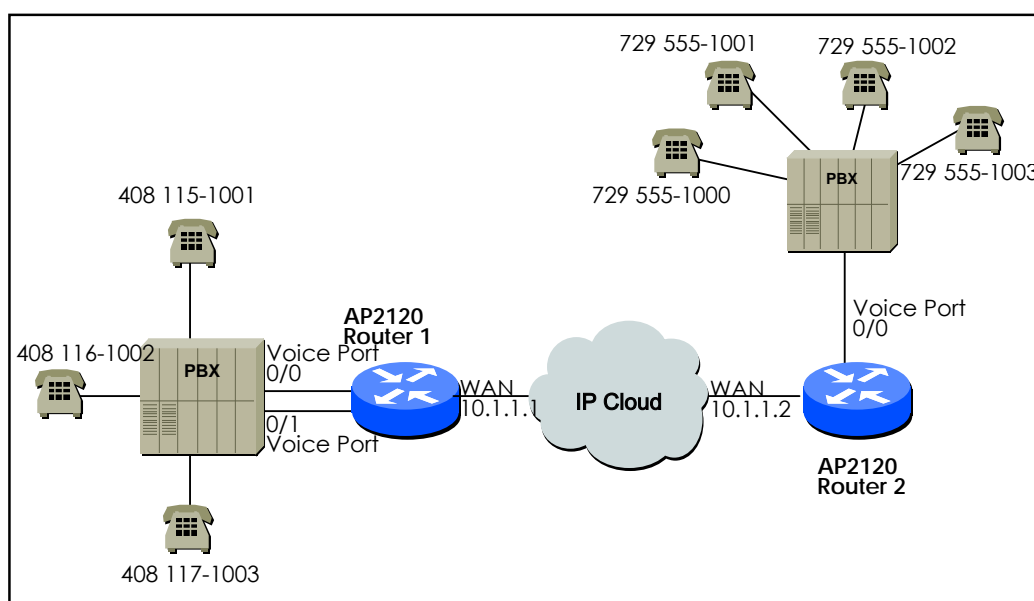 729 555-1001
729 555-1002
729 555-1000
PBX
729 555-1003
408 115-1001
Voice Port
0/0
AP2120
Router 1
408 116-1002
PBX
Voice Port
0/0
0/1
Voice Port
WAN
10.1.1.1
IP Cloud
WAN
10.1.1.2
AP2120
Router 2
408 117-1003